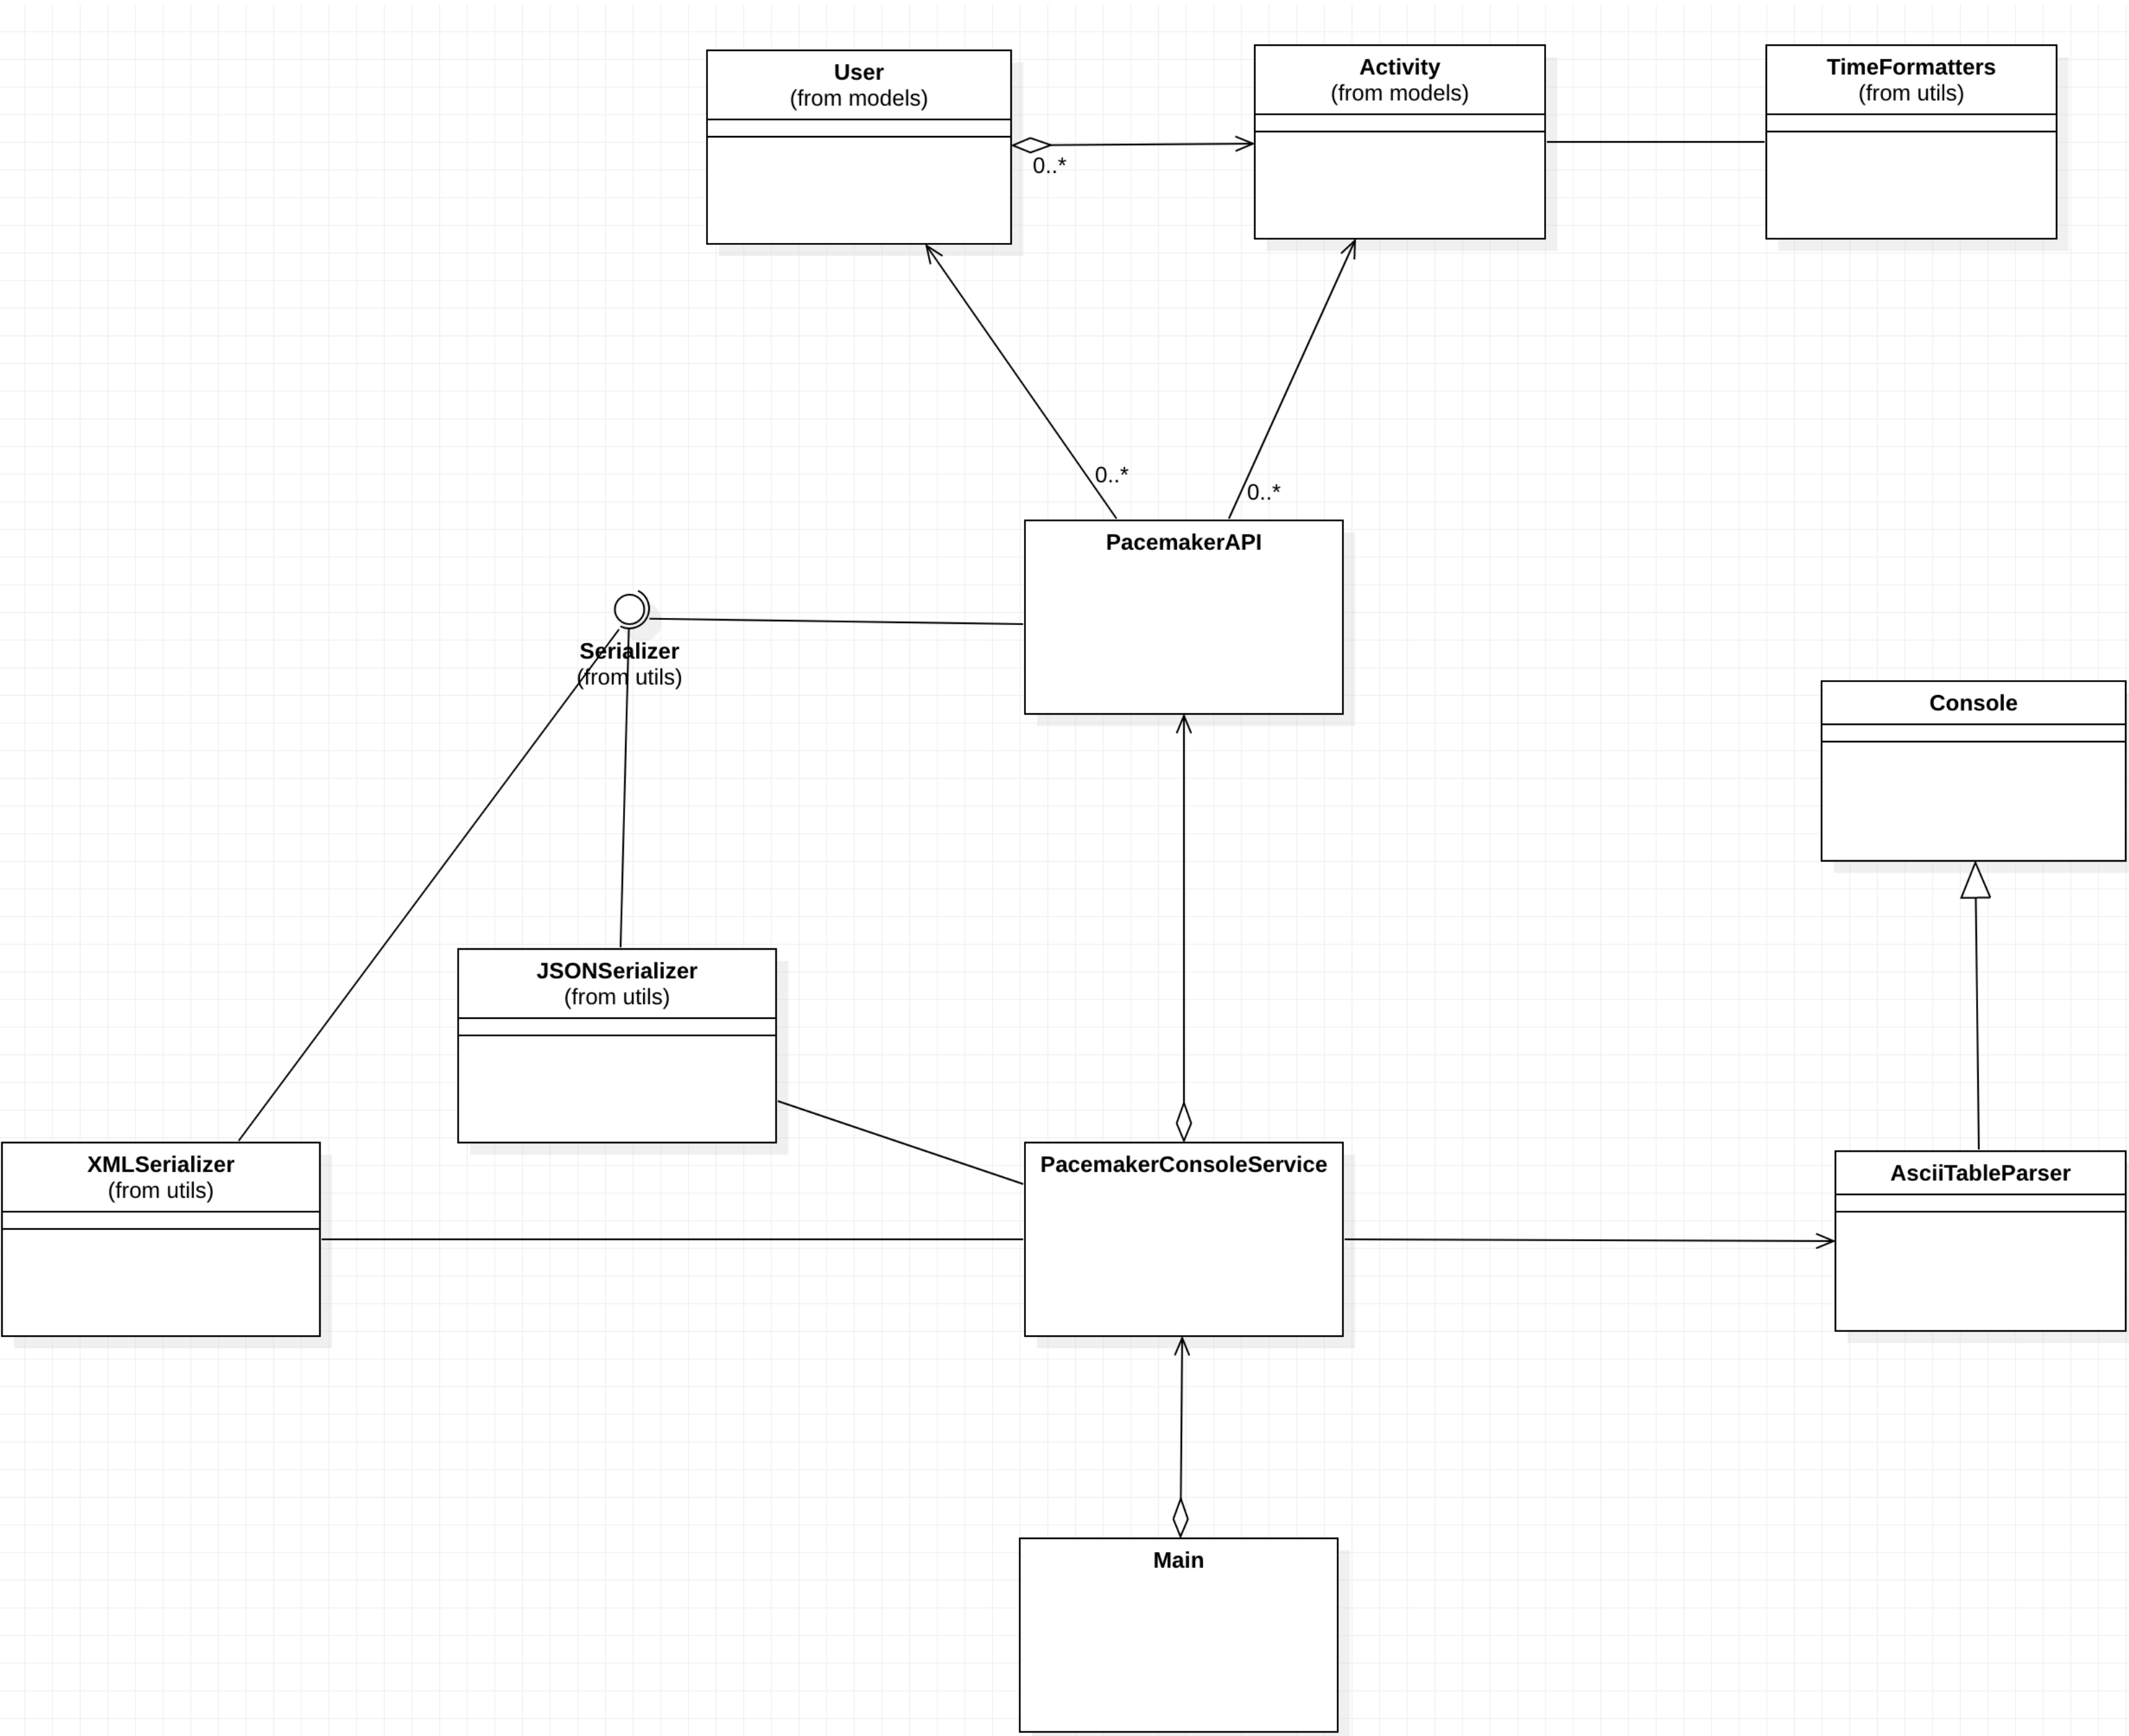 User
(from models)
Activity
(from models)
TimeFormatters
(from utils)
0..*
0..*
0..*
PacemakerAPI
Serializer
(from utils)
Console
JSONSerializer
(from utils)
XMLSerializer
(from utils)
PacemakerConsoleService
AsciiTableParser
Main